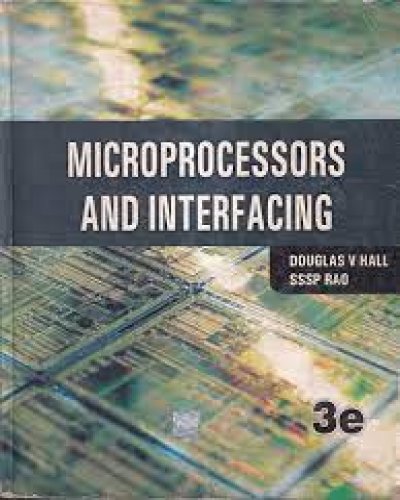 MICROPROCESSORS
AND INTERFACING
DOUGLAS V HALL
SSSP RAO
3e